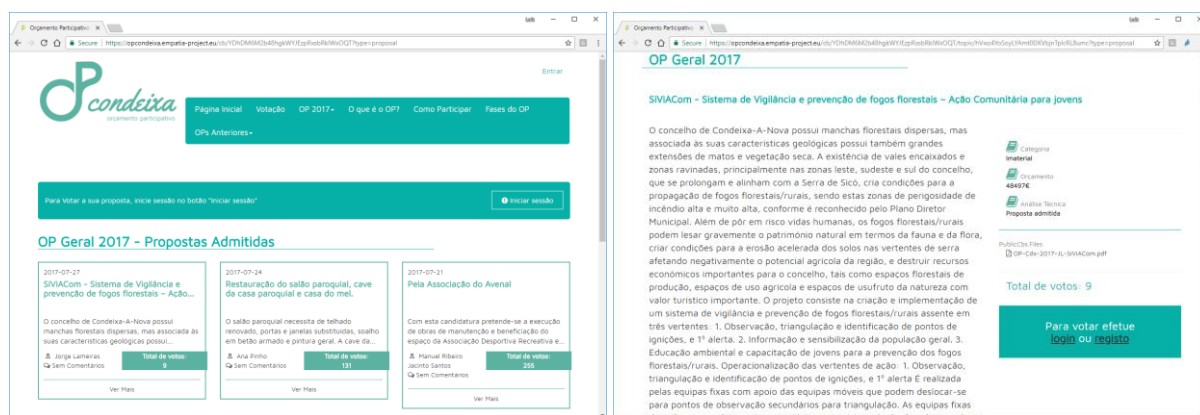 Orçamento Participativo
Secure
https://opcondeixa.empatia-project.eu/cb/
?type=proposal
Entrar
condeixa
orçamento participativo
Página Inicial Votação OP 2017 O que é o OP? Como Participar Fases do OP
OPs Anteriores
Para Votar a sua proposta, inicie sessão no botão "Iniciar sessão"
Iniciar sessão
OP Geral 2017 - Propostas Admitidas
2017-07-27
SIVIACom - Sistema de Vigilância e
prevenção de fogos florestais – Ação...
O concelho de Condeixa-A-Nova possui
manchas florestais dispersas, mas associada às
suas características geológicas possui...
Jorge Lameiras
Sem Comentários
Total de votos:
9
Ver Mais
2017-07-24
Restauração do salão paroquial, cave
da casa paroquial e casa do mel.
O salão paroquial necessita de telhado
renovado, portas e janelas substituídas, soalho
em betão armado e pintura geral. A cave da...
Ana Pinho
Sem Comentários
Total de votos:
131
Ver Mais
2017-07-21
Pela Associação do Avenal
Com esta candidatura pretende-se a execução
de obras de manutenção e beneficiação do
espaço da Associação Desportiva Recreativa e...
Manuel Ribeiro
Jacinto Santos
Sem Comentários
Total de votos:
255
Ver Mais
Orçamento Participativo
Secure
https://opcondeixa.empatia-project.eu/cb/
?type=proposal
OP Geral 2017
SIVIACom - Sistema de Vigilância e prevenção de fogos florestais – Ação Comunitária para jovens
O concelho de Condeixa-A-Nova possui manchas florestais dispersas, mas
associada às suas características geológicas possui também grandes
extensões de matos e vegetação seca. A existência de vales encaixados e
zonas ravinadas, principalmente nas zonas leste, sudeste e sul do concelho,
que se prolongam e alinham com a Serra de Sicó, cria condições para a
propagação de fogos florestais/rurais, sendo estas zonas de perigosidade de
incêndio alta e muito alta, conforme é reconhecido pelo Plano Diretor
Municipal. Além de pôr em risco vidas humanas, os fogos florestais/rurais
podem lesar gravemente o património natural em termos da fauna e da flora,
criar condições para a erosão acelerada dos solos nas vertentes de serra
afetando negativamente o potencial agrícola da região, e destruir recursos
económicos importantes para o concelho, tais como espaços florestais de
produção, espaços de uso agrícola e espaços de usufruto da natureza com
valor turístico importante. O projeto consiste na criação e implementação de
um sistema de vigilância e prevenção de fogos florestais/rurais assente em
três vertentes: 1. Observação, triangulação e identificação de pontos de
ignições, e 1º alerta. 2. Informação e sensibilização da população geral. 3.
Educação ambiental e capacitação de jovens para a prevenção dos fogos
florestais/rurais. Operacionalização das vertentes de ação: 1. Observação,
triangulação e identificação de pontos de ignições, e 1º alerta É realizada
pelas equipas fixas com apoio das equipas móveis que podem deslocar-se
para pontos de observação secundários para triangulação. As equipas fixas
Categoria
Imaterial
Orçamento
48497€
Análise Técnica
Proposta admitida
PublicCbs.Files
OP-Cdx-2017-JL-SIVIACom.pdf
Total de votos: 9
Para votar efetue
login ou registo